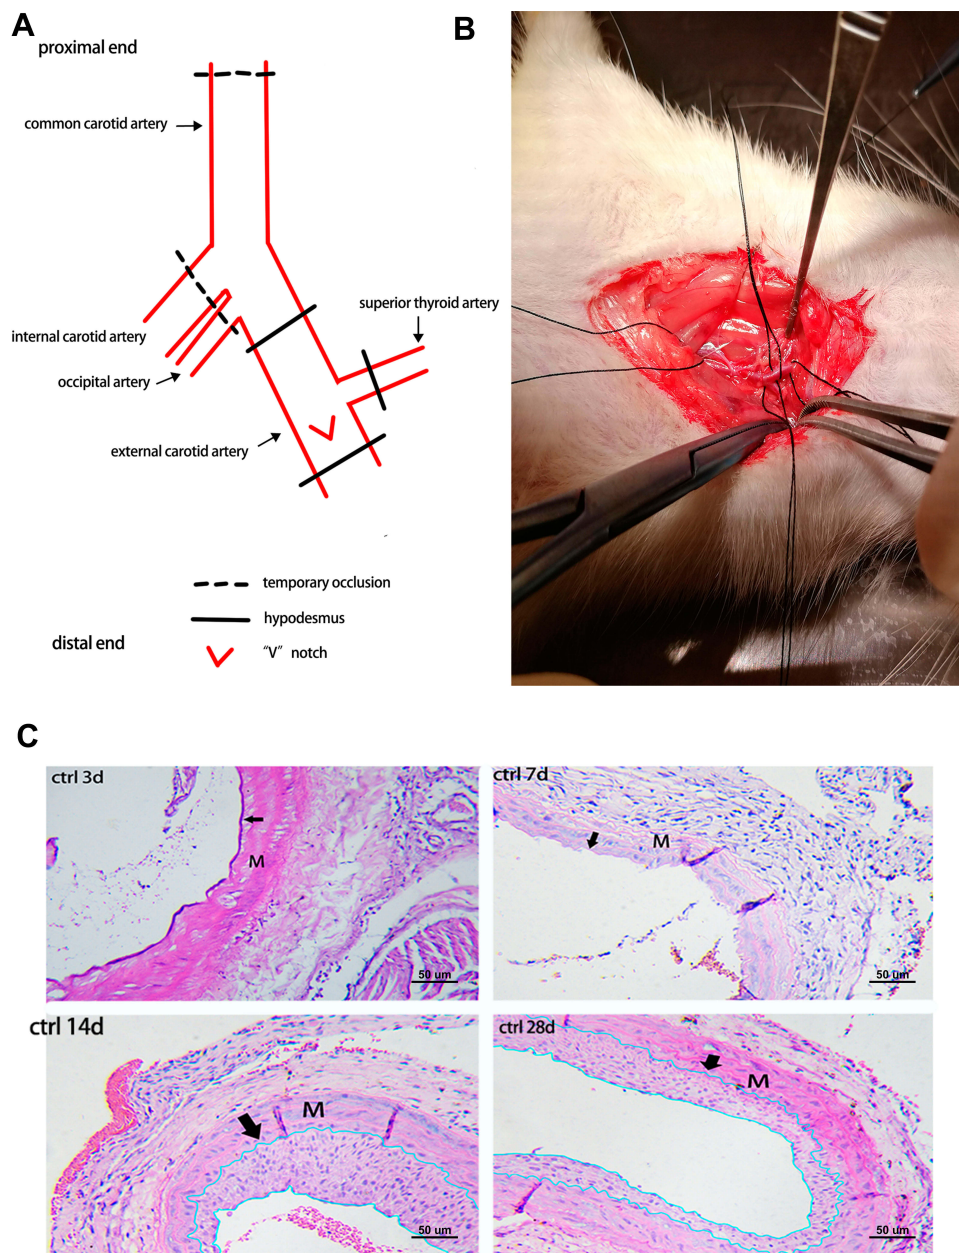 A
proximal end
common carotid artery
superior thyroid artery
internal carotid artery
occipital artery
external carotid artery
temporary occlusion
hypodesmus
distal end
"V" notch
B
C
ctrl 3d
M
50 um
ctrl 7d
M
50 um
ctrl 14d
M
50 um
ctrl 28d
M
50 um